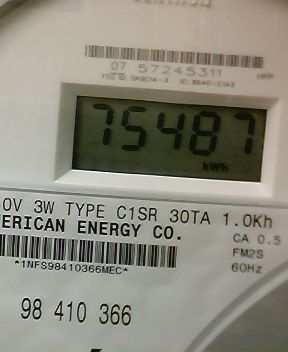 07 57245311
75487
kWh
0V 3W TYPE C1SR 30TA 1.0Kh
ERICAN ENERGY CO.
CA 0.5
FM2S
60Hz
*1NFS98410366MEC*
98 410 366